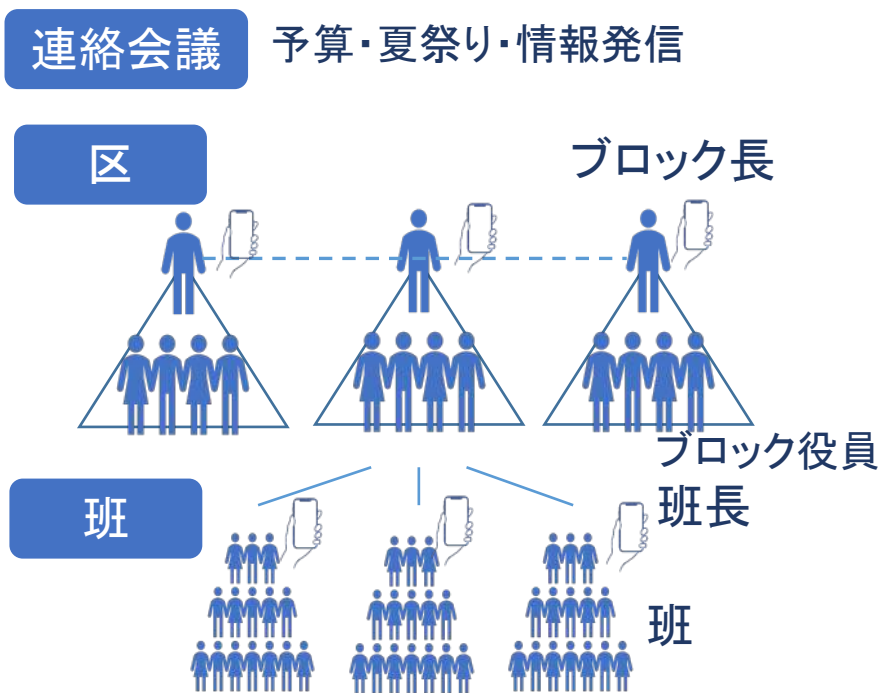 連絡会議 予算・夏祭り・情報発信
区
ブロック長
ブロック役員
班
班長
班